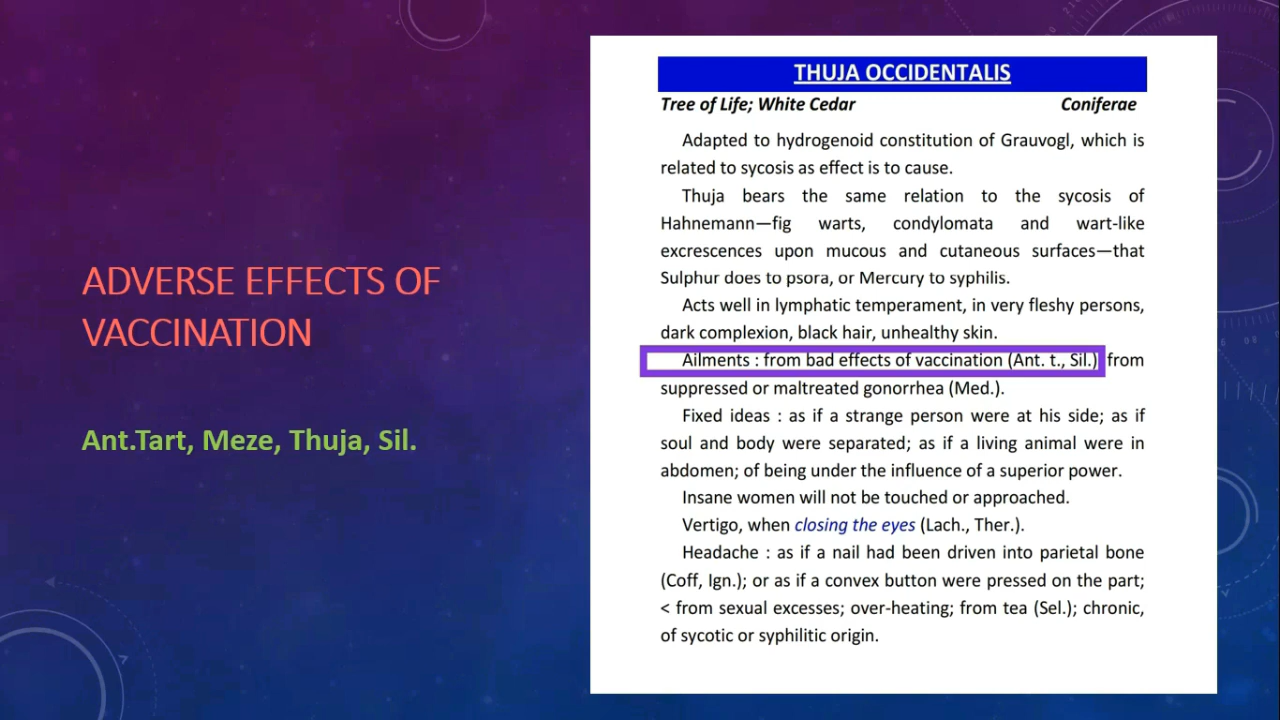 ADVERSE EFFECTS OF
VACCINATION
Ant.Tart, Meze, Thuja, Sil.
THUJA OCCIDENTALIS
Tree of Life; White Cedar Coniferae
Adapted to hydrogenoid constitution of Grauvogl, which is
related to sycosis as effect is to cause.
Thuja bears the same relation to the sycosis of
Hahnemann—fig warts, condylomata and wart-like
excrescences upon mucous and cutaneous surfaces—that
Sulphur does to psora, or Mercury to syphilis.
Acts well in lymphatic temperament, in very fleshy persons,
dark complexion, black hair, unhealthy skin.
Ailments : from bad effects of vaccination (Ant. t., Sil.) from
suppressed or maltreated gonorrhea (Med.).
Fixed ideas : as if a strange person were at his side; as if
soul and body were separated; as if a living animal were in
abdomen; of being under the influence of a superior power.
Insane women will not be touched or approached.
Vertigo, when closing the eyes (Lach., Ther.).
Headache : as if a nail had been driven into parietal bone
(Coff, Ign.); or as if a convex button were pressed on the part;
< from sexual excesses; over-heating; from tea (Sel.); chronic,
of sycotic or syphilitic origin.